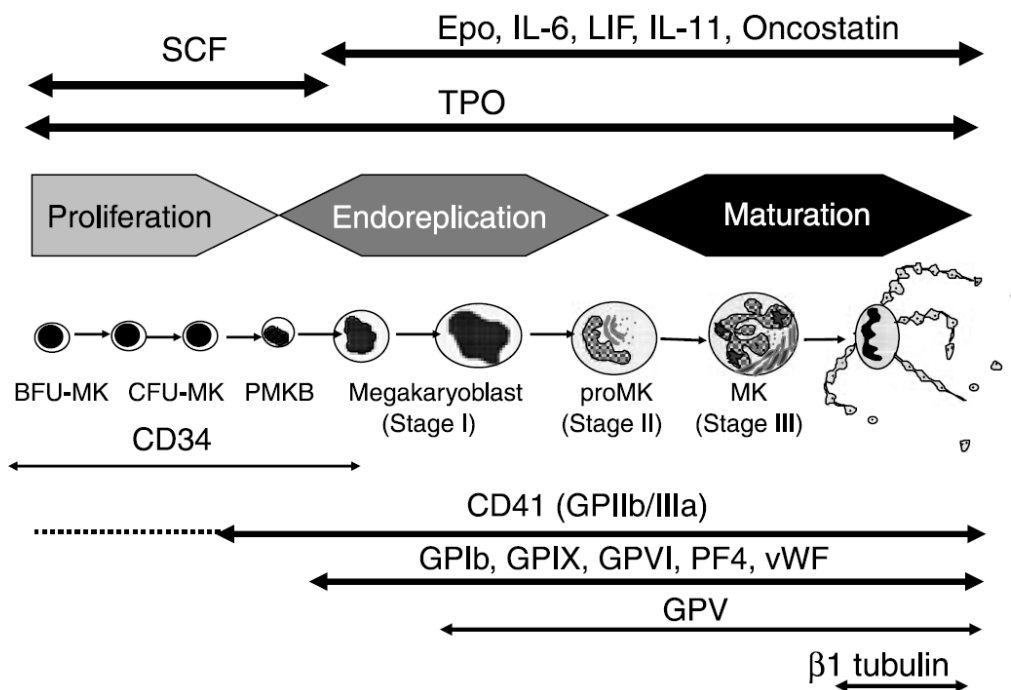 Epo, IL-6, LIF, IL-11, Oncostatin
SCF
TPO
Proliferation
Endoreplication
Maturation
BFU-MK
CFU-MK
PMKB
Megakaryoblast
(Stage I)
proMK
(Stage II)
MK
(Stage III)
CD34
CD41 (GPIIb/IIIa)
GPIb, GPIX, GPVI, PF4, vWF
GPV
β1 tubulin